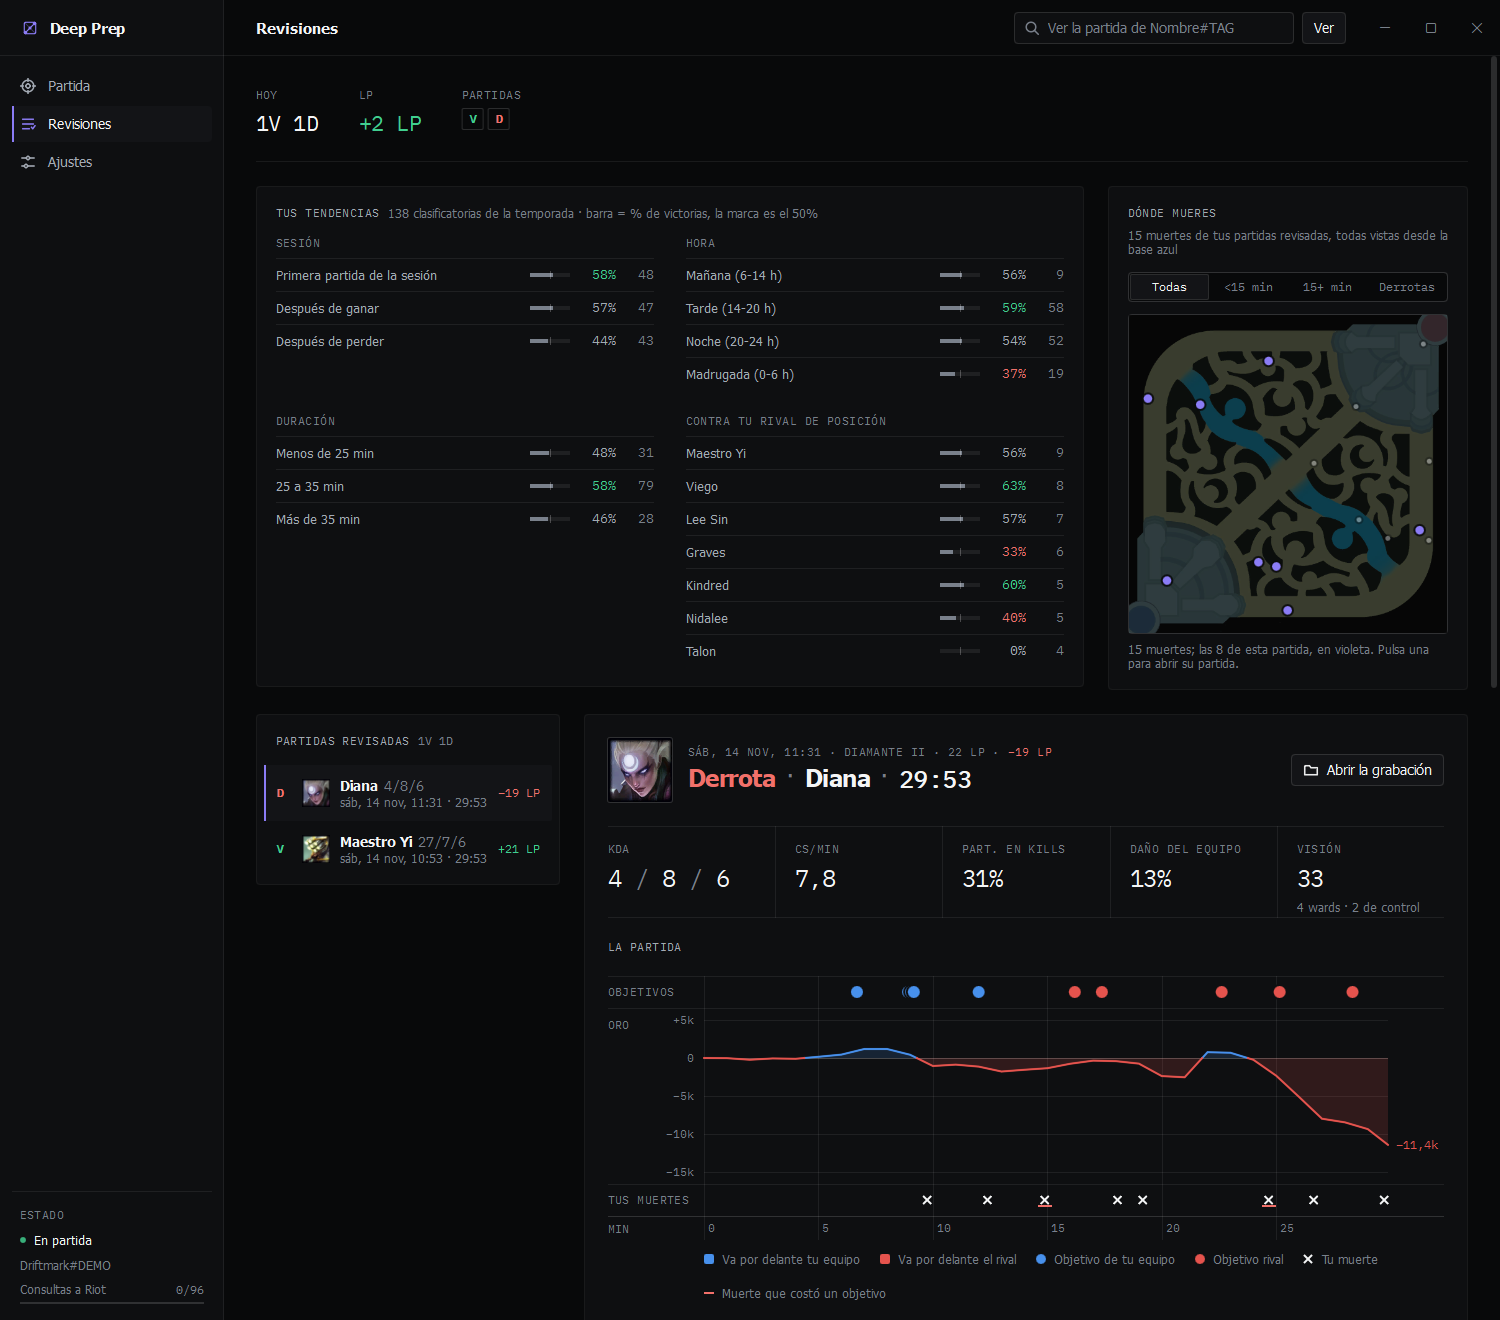 Deep Prep
Revisiones
Ver la partida de Nombre#TAG
Ver
Partida
Revisiones
Ajustes
HOY
LP
PARTIDAS
1V 1D
+2 LP
V D
TUS TENDENCIAS 138 clasificatorias de la temporada · barra = % de victorias, la marca es el 50%
SESIÓN
Primera partida de la sesión 58% 48
Después de ganar 57% 47
Después de perder 44% 43
HORA
Mañana (6-14 h) 56% 9
Tarde (14-20 h) 59% 58
Noche (20-24 h) 54% 52
Madrugada (0-6 h) 37% 19
DURACIÓN
Menos de 25 min 48% 31
25 a 35 min 58% 79
Más de 35 min 46% 28
CONTRA TU RIVAL DE POSICIÓN
Maestro Yi 56% 9
Viego 63% 8
Lee Sin 57% 7
Graves 33% 6
Kindred 60% 5
Nidalee 40% 5
Talon 0% 4
DÓNDE MUERES
15 muertes de tus partidas revisadas, todas vistas desde la
base azul
Todas <15 min 15+ min Derrotas
15 muertes; las 8 de esta partida, en violeta. Pulsa una
para abrir su partida.
PARTIDAS REVISADAS 1V 1D
D Diana 4/8/6 −19 LP
sáb, 14 nov, 11:31 · 29:53
V Maestro Yi 27/7/6 +21 LP
sáb, 14 nov, 10:53 · 29:53
SÁB, 14 NOV, 11:31 · DIAMANTE II · 22 LP · −19 LP
Derrota · Diana · 29:53
Abrir la grabación
KDA
4 / 8 / 6
CS/MIN
7,8
PART. EN KILLS
31%
DAÑO DEL EQUIPO
13%
VISIÓN
33
4 wards · 2 de control
LA PARTIDA
OBJETIVOS
ORO
+5k
0
−5k
−10k
−15k
−11,4k
TUS MUERTES
MIN 0 5 10 15 20 25
Va por delante tu equipo Va por delante el rival Objetivo de tu equipo Objetivo rival Tu muerte
Muerte que costó un objetivo
ESTADO
En partida
Driftmark#DEMO
Consultas a Riot 0/96